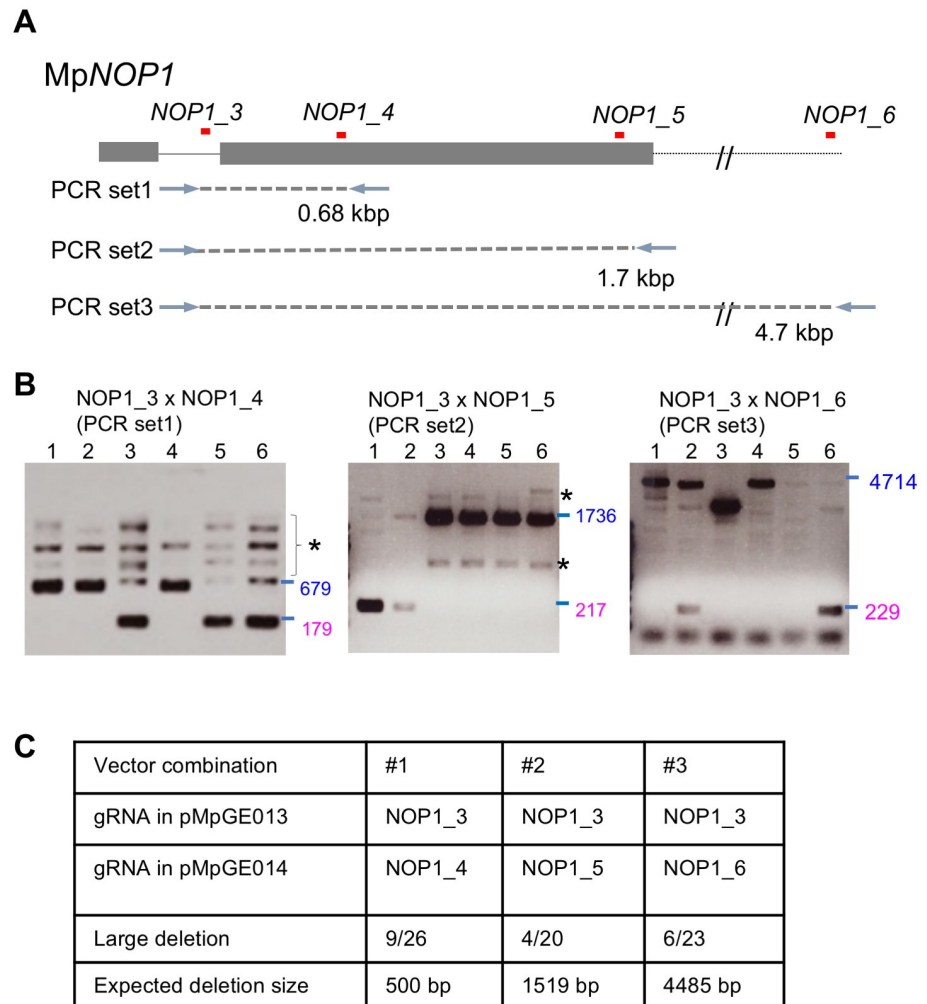 A
MpNOP1
NOP1_3 NOP1_4 NOP1_5 NOP1_6
//
PCR set1
0.68 kbp
PCR set2
1.7 kbp
PCR set3
//
4.7 kbp
B
NOP1_3 x NOP1_4
(PCR set1)
1 2 3 4 5 6
*
679
179
NOP1_3 x NOP1_5
(PCR set2)
1 2 3 4 5 6
*
1736
*
217
NOP1_3 x NOP1_6
(PCR set3)
1 2 3 4 5 6
4714
229
C
Vector combination #1 #2 #3
gRNA in pMpGE013 NOP1_3 NOP1_3 NOP1_3
gRNA in pMpGE014 NOP1_4 NOP1_5 NOP1_6
Large deletion 9/26 4/20 6/23
Expected deletion size 500 bp 1519 bp 4485 bp